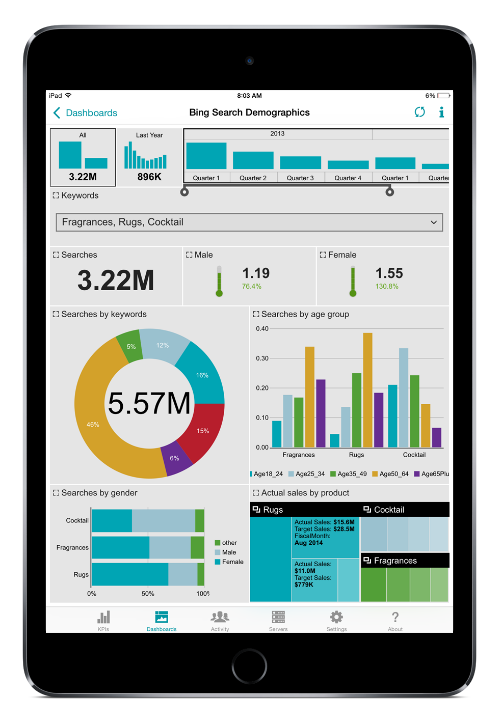 iPad
8:03 AM
6%
Dashboards
Bing Search Demographics
All
3.22M
Last Year
896K
2013
Quarter 1
Quarter 2
Quarter 3
Quarter 4
Quarter 1
Quarte
Keywords
Fragrances, Rugs, Cocktail
Searches
3.22M
Male
1.19
76.4%
Female
1.55
130.8%
Searches by keywords
5%
12%
16%
15%
6%
46%
5.57M
Searches by age group
0.40
0.30
0.20
0.10
0.00
Fragrances
Rugs
Cocktail
Age18_24
Age25_34
Age35_49
Age50_64
Age65Plu
Searches by gender
Cocktail
Fragrances
Rugs
0%
50%
100%
other
Male
Female
Actual sales by product
Rugs
Actual Sales: $15.6M
Target Sales: $28.5M
FiscalMonth:
Aug 2014
Actual Sales:
$11.0M
Target Sales:
$779K
Cocktail
Fragrances
KPIs
Dashboards
Activity
Servers
Settings
About